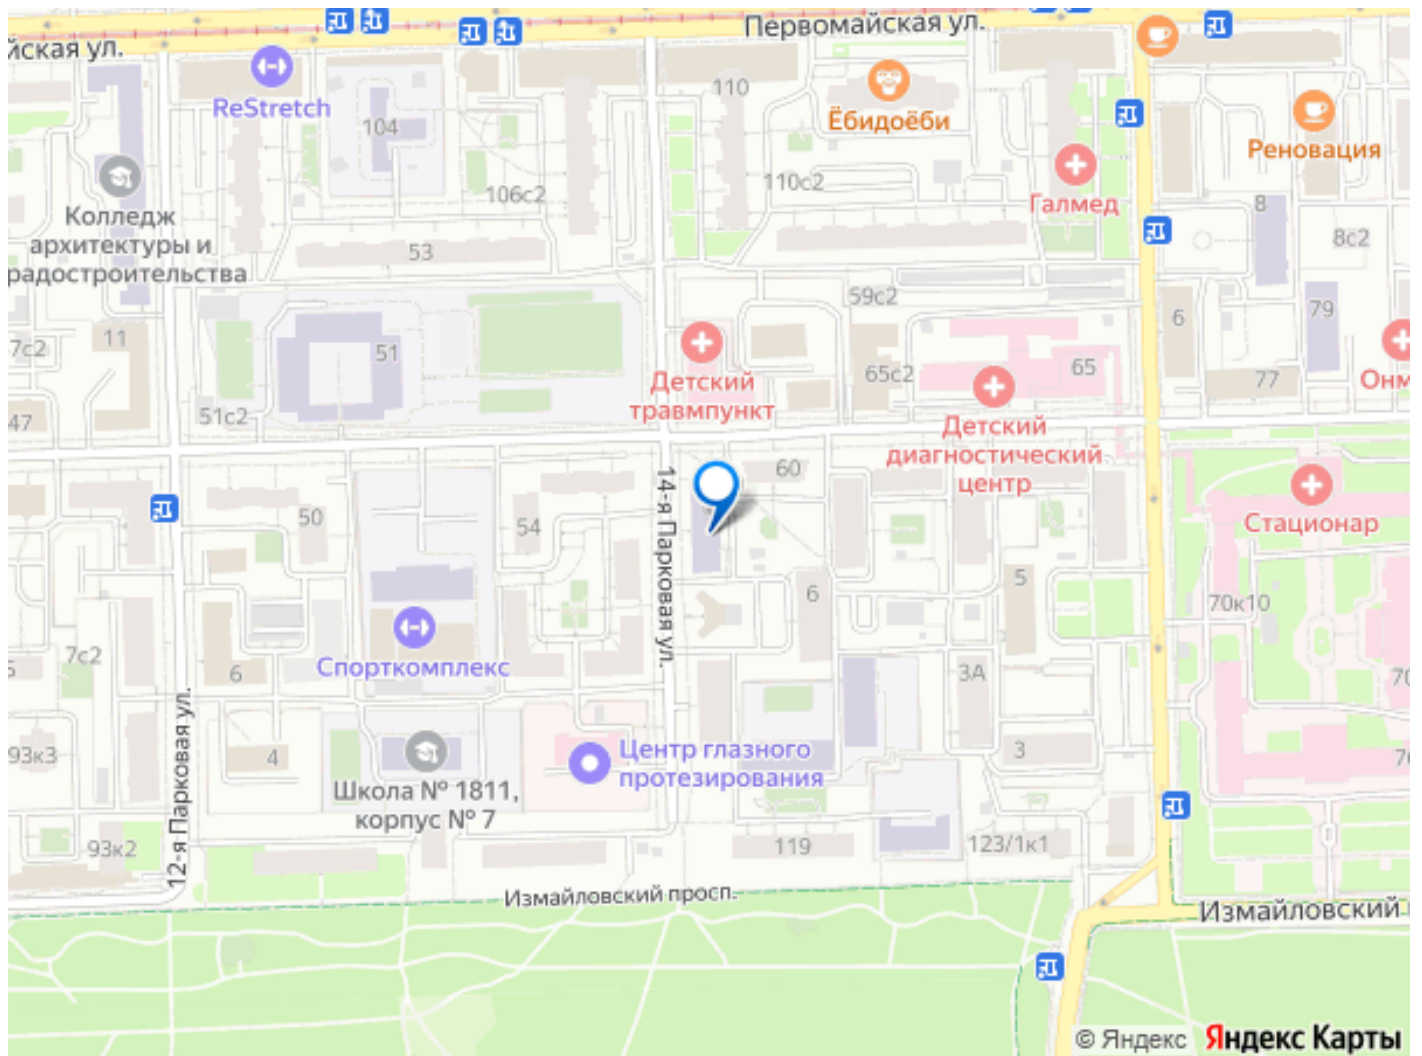 Первомайская ул.
йская ул.
ReStretch
110
Ёбидоёби
104
Реновация
110с2
106с2
Галмед
8
Колледж
архитектуры и
радостроительства
53
8с2
59с2
11
6
79
7с2
51
65с2
65
77
Детский
травмпункт
Онм
51с2
47
Детский
диагностический
центр
60
14-я Парковая ул.
50
54
Стационар
5
6
70к10
7с2
Спорткомплекс
6
3А
70
93к3
4
Центр глазного
протезирования
3
76
Школа № 1811,
корпус № 7
12-я Парковая ул.
93к2
119
123/1к1
Измайловский просп.
Измайловский
© Яндекс Яндекс Карты